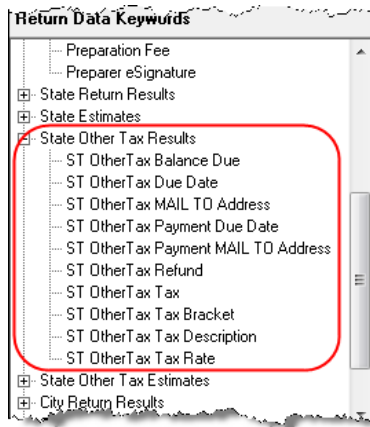 Return Data Keywords
Preparation Fee
Preparer eSignature
State Return Results
State Estimates
State Other Tax Results
ST OtherTax Balance Due
ST OtherTax Due Date
ST OtherTax MAIL TO Address
ST OtherTax Payment Due Date
ST OtherTax Payment MAIL TO Address
ST OtherTax Refund
ST OtherTax Tax
ST OtherTax Tax Bracket
ST OtherTax Tax Description
ST OtherTax Tax Rate
State Other Tax Estimates
City Return Results